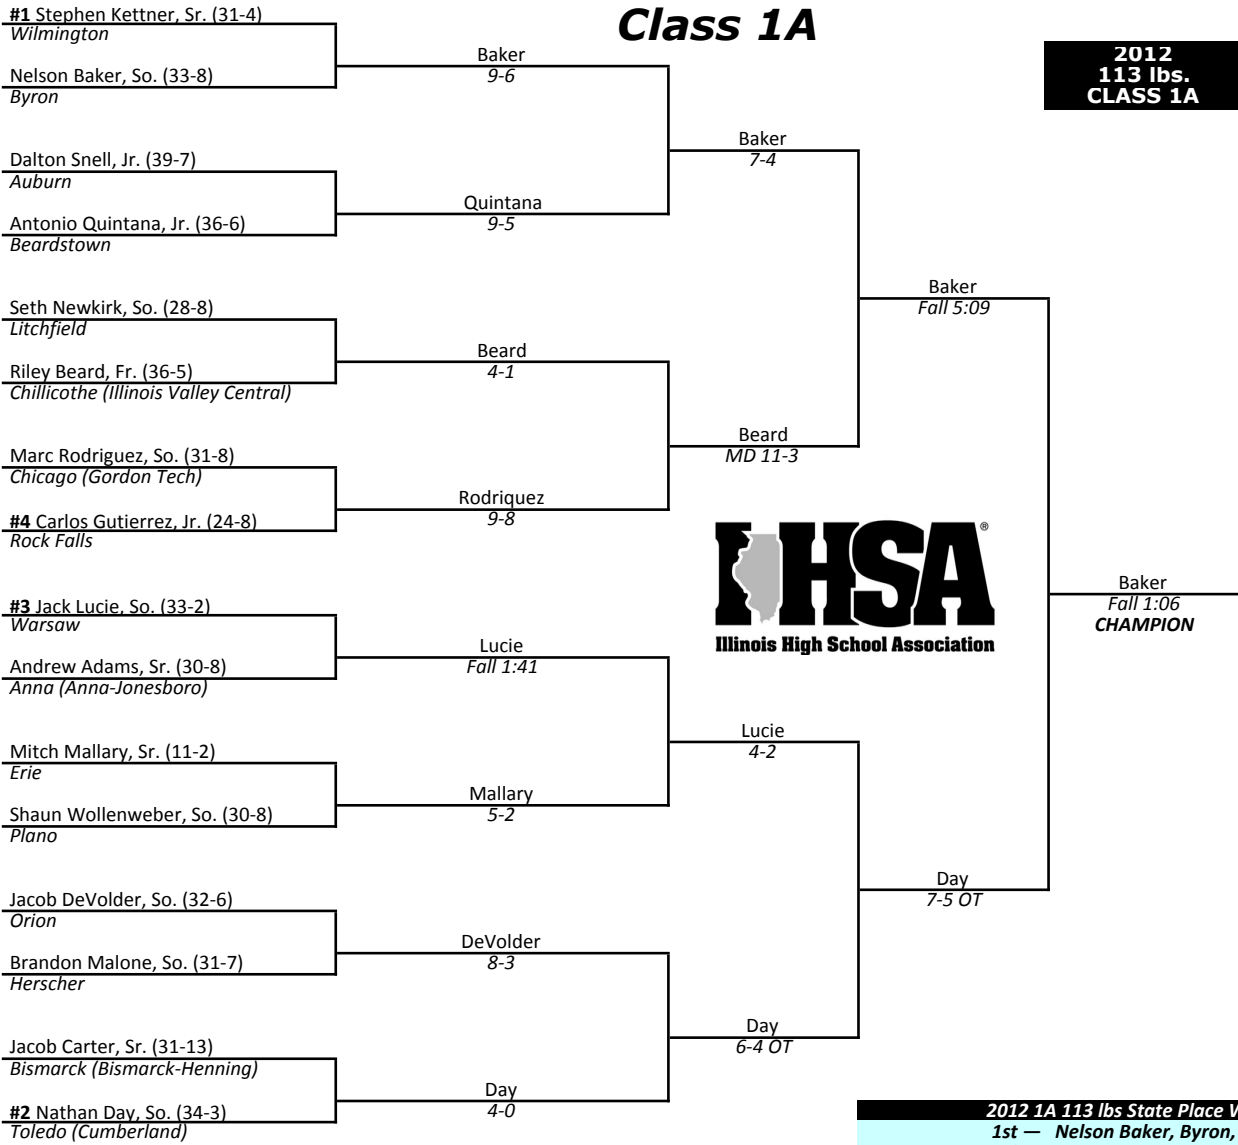 Class 1A
2012
113 lbs.
CLASS 1A
#1 Stephen Kettner, Sr. (31-4)
Wilmington
Nelson Baker, So. (33-8)
Byron
Dalton Snell, Jr. (39-7)
Auburn
Antonio Quintana, Jr. (36-6)
Beardstown
Seth Newkirk, So. (28-8)
Litchfield
Riley Beard, Fr. (36-5)
Chillicothe (Illinois Valley Central)
Marc Rodriguez, So. (31-8)
Chicago (Gordon Tech)
#4 Carlos Gutierrez, Jr. (24-8)
Rock Falls
#3 Jack Lucie, So. (33-2)
Warsaw
Andrew Adams, Sr. (30-8)
Anna (Anna-Jonesboro)
Mitch Mallary, Sr. (11-2)
Erie
Shaun Wollenweber, So. (30-8)
Plano
Jacob DeVolder, So. (32-6)
Orion
Brandon Malone, So. (31-7)
Herscher
Jacob Carter, Sr. (31-13)
Bismarck (Bismarck-Henning)
#2 Nathan Day, So. (34-3)
Toledo (Cumberland)
Baker
9-6
Quintana
9-5
Beard
4-1
Rodriquez
9-8
Lucie
Fall 1:41
Mallary
5-2
DeVolder
8-3
Day
4-0
Baker
7-4
Beard
MD 11-3
Lucie
4-2
Day
6-4 OT
Baker
Fall 5:09
Day
7-5 OT
Baker
Fall 1:06
CHAMPION
IHSA®
Illinois High School Association
2012 1A 113 lbs State Place W
1st — Nelson Baker, Byron,